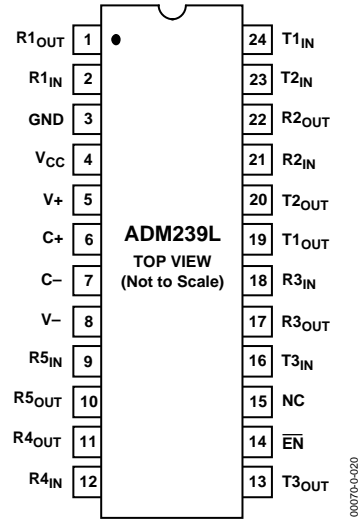 R1OUT 1 24 T1IN
R1IN 2 23 T2IN
GND 3 22 R2OUT
VCC 4 21 R2IN
V+ 5 20 T2OUT
C+ 6 ADM239L 19 T1OUT
TOP VIEW
C– 7 (Not to Scale) 18 R3IN
V– 8 17 R3OUT
R5IN 9 16 T3IN
R5OUT 10 15 NC
R4OUT 11 14 E̅N̅
R4IN 12 13 T3OUT
00070-0-020